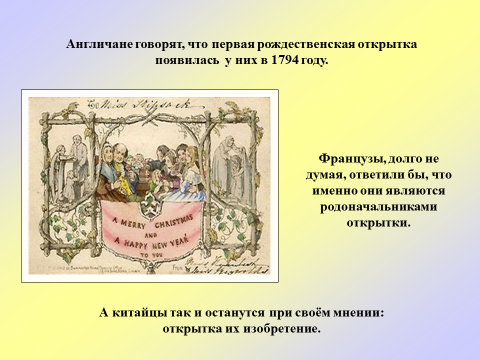 Англичане говорят, что первая рождественская открытка
появилась у них в 1794 году.
To Miss
A MERRY CHRISTMAS
AND
A HAPPY NEW YEAR
TO YOU
From
Французы, долго не
думая, ответили бы, что
именно они являются
родоначальниками
открытки.
А китайцы так и останутся при своём мнении:
открытка их изобретение.